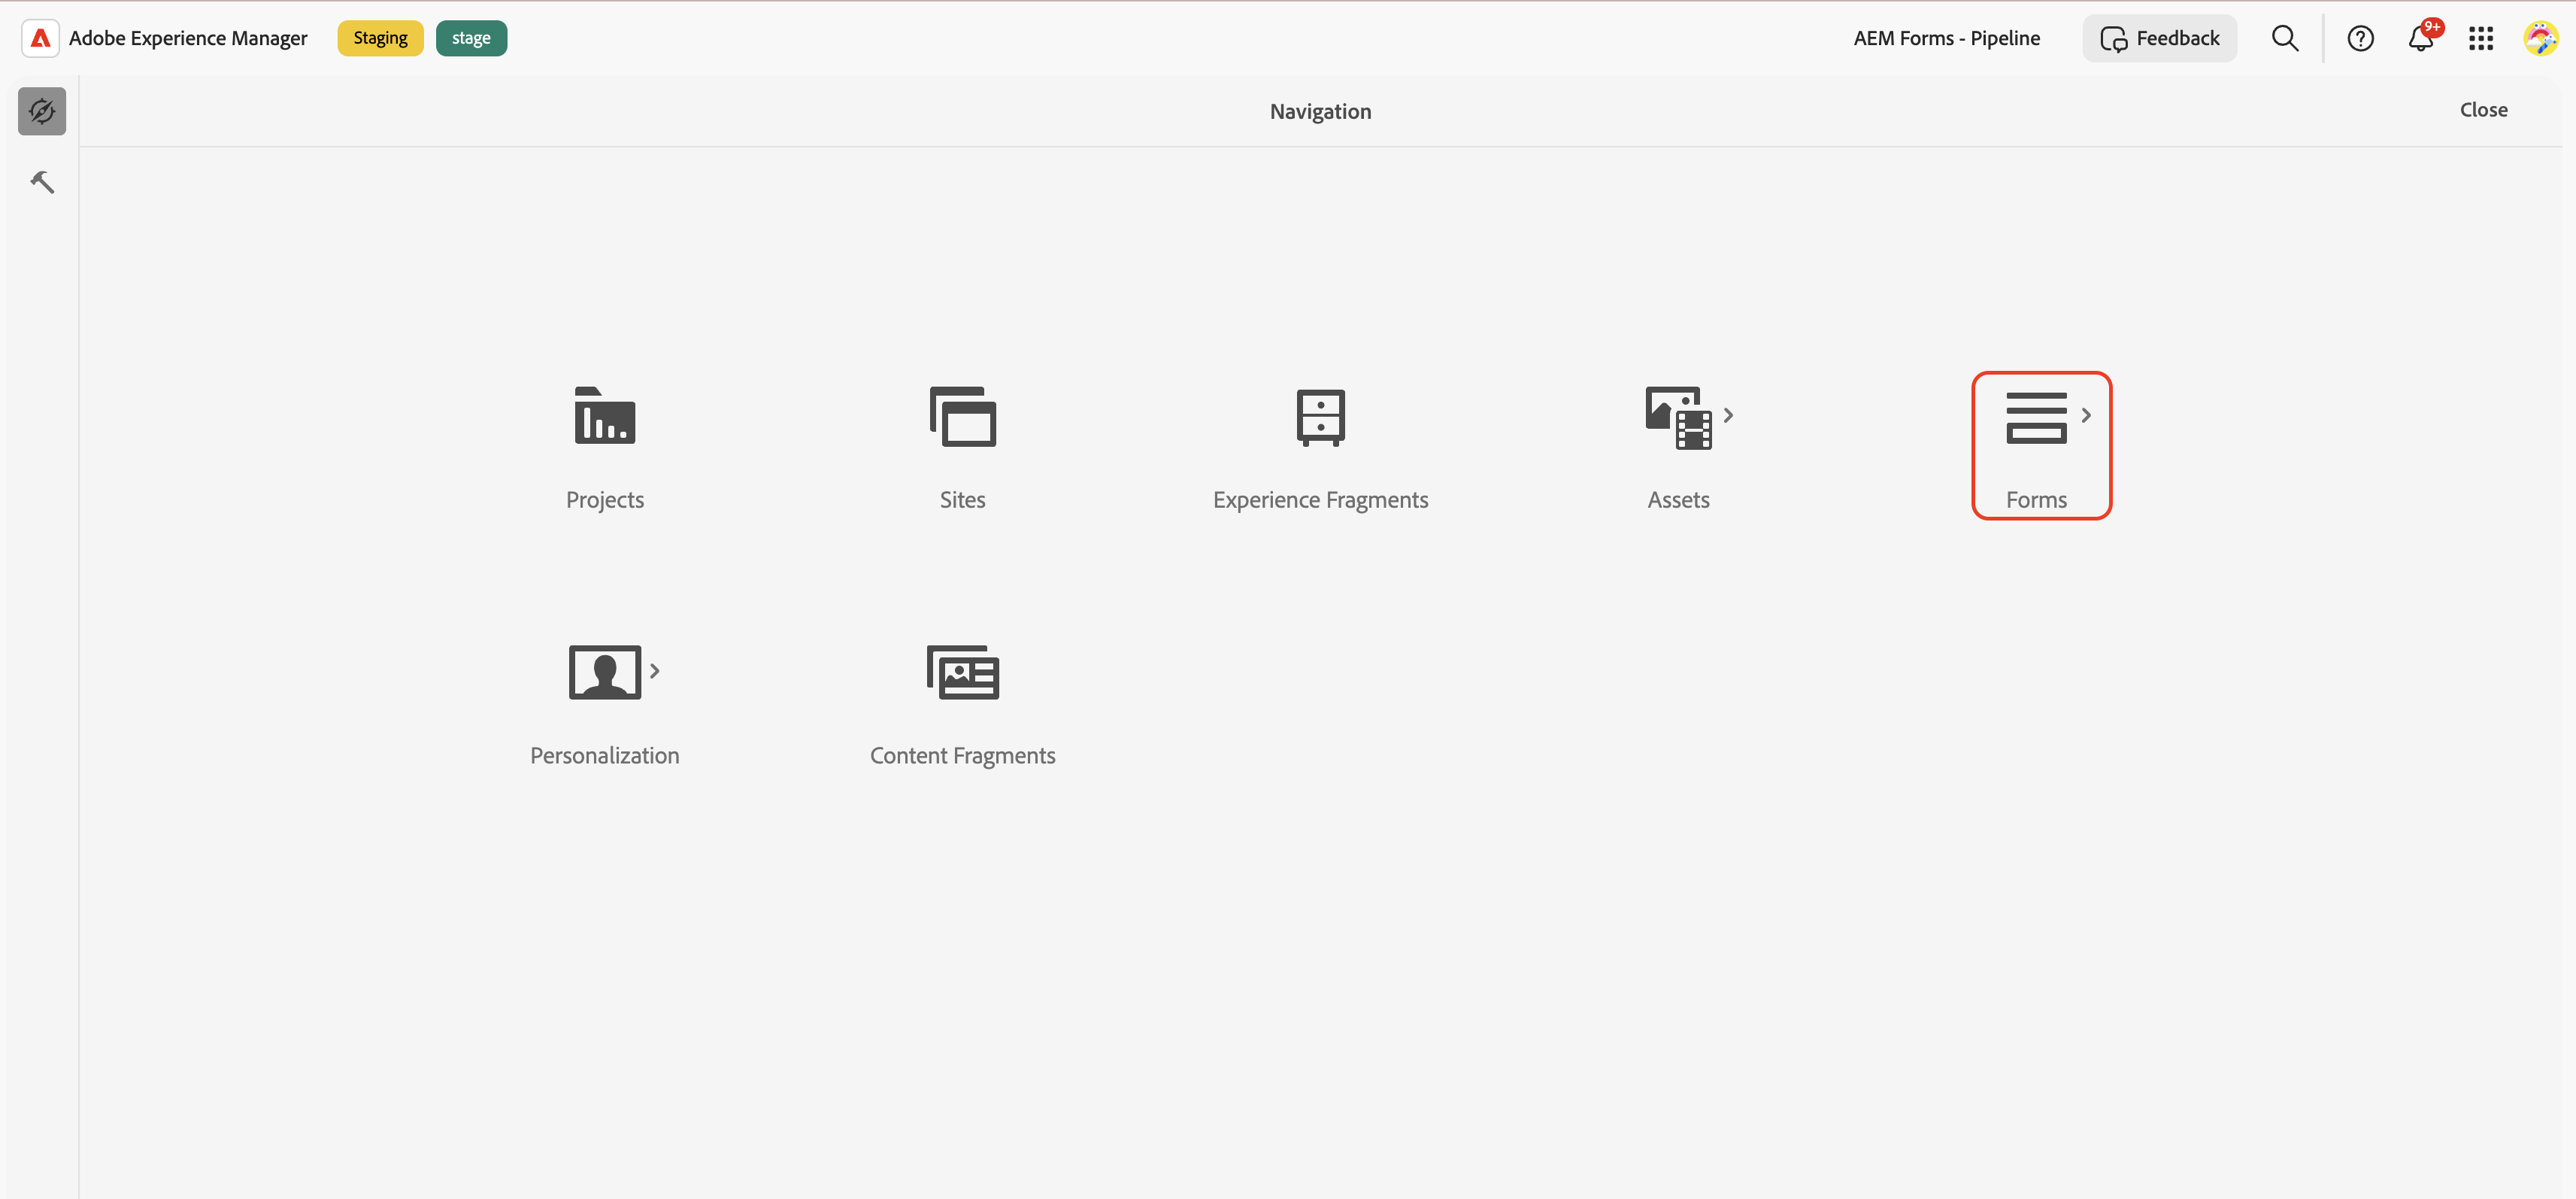 Adobe Experience Manager Staging stage AEM Forms - Pipeline Feedback 9+
Navigation Close
Projects Sites Experience Fragments Assets Forms
Personalization Content Fragments